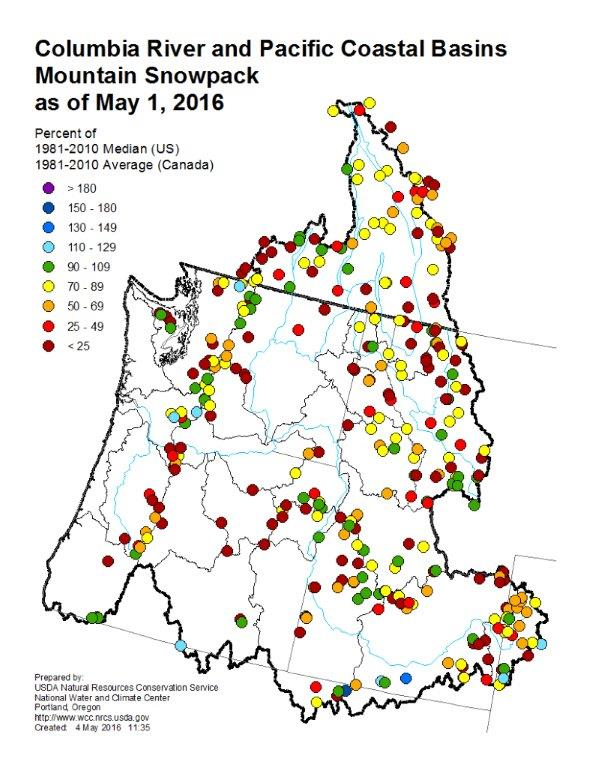 Columbia River and Pacific Coastal Basins
Mountain Snowpack
as of May 1, 2016
Percent of
1981-2010 Median (US)
1981-2010 Average (Canada)
> 180
150 - 180
130 - 149
110 - 129
90 - 109
70 - 89
50 - 69
25 - 49
< 25
Prepared by:
USDA Natural Resources Conservation Service
National Water and Climate Center
Portland, Oregon
http://www.wcc.nrcs.usda.gov
Created: 4 May 2016 11:35